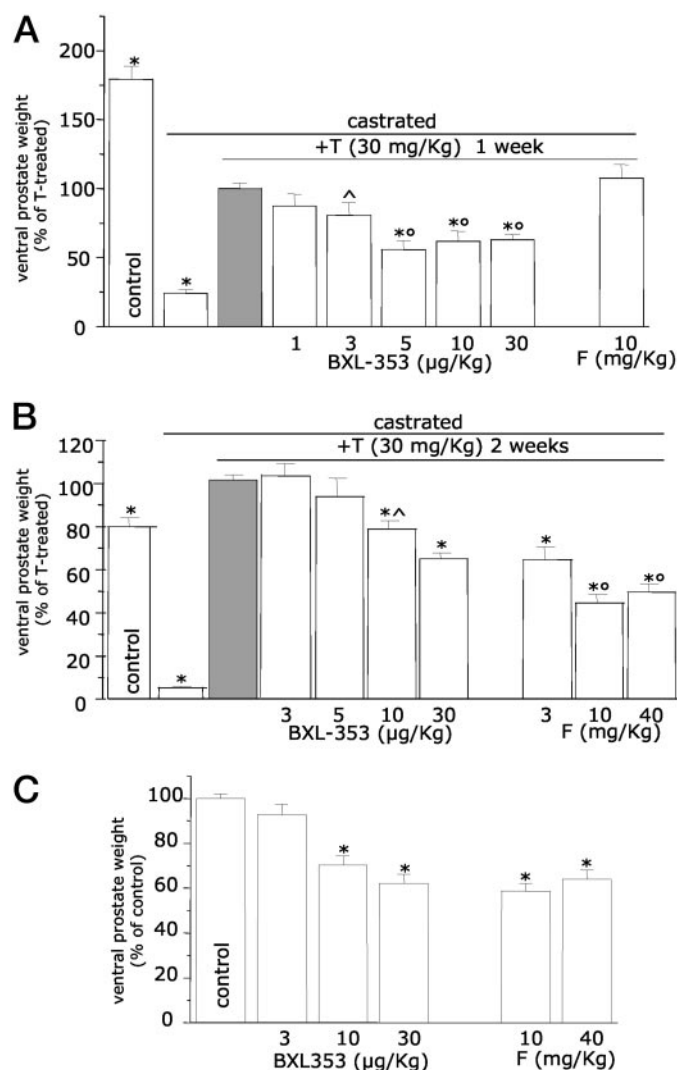 A
ventral prostate weight
(% of T-treated)
200
150
100
50
0
castrated
+T (30 mg/Kg) 1 week
*
control
*
^
*o
*o
*o
1 3 5 10 30 10
BXL-353 (µg/Kg) F (mg/Kg)
B
ventral prostate weight
(% of T-treated)
120
100
80
60
40
20
0
castrated
+T (30 mg/Kg) 2 weeks
*
control
*
*^
*
*
*o
*o
3 5 10 30 3 10 40
BXL-353 (µg/Kg) F (mg/Kg)
C
ventral prostate weight
(% of control)
100
80
60
40
20
0
control
*
*
*
*
3 10 30 10 40
BXL353 (µg/Kg) F (mg/Kg)